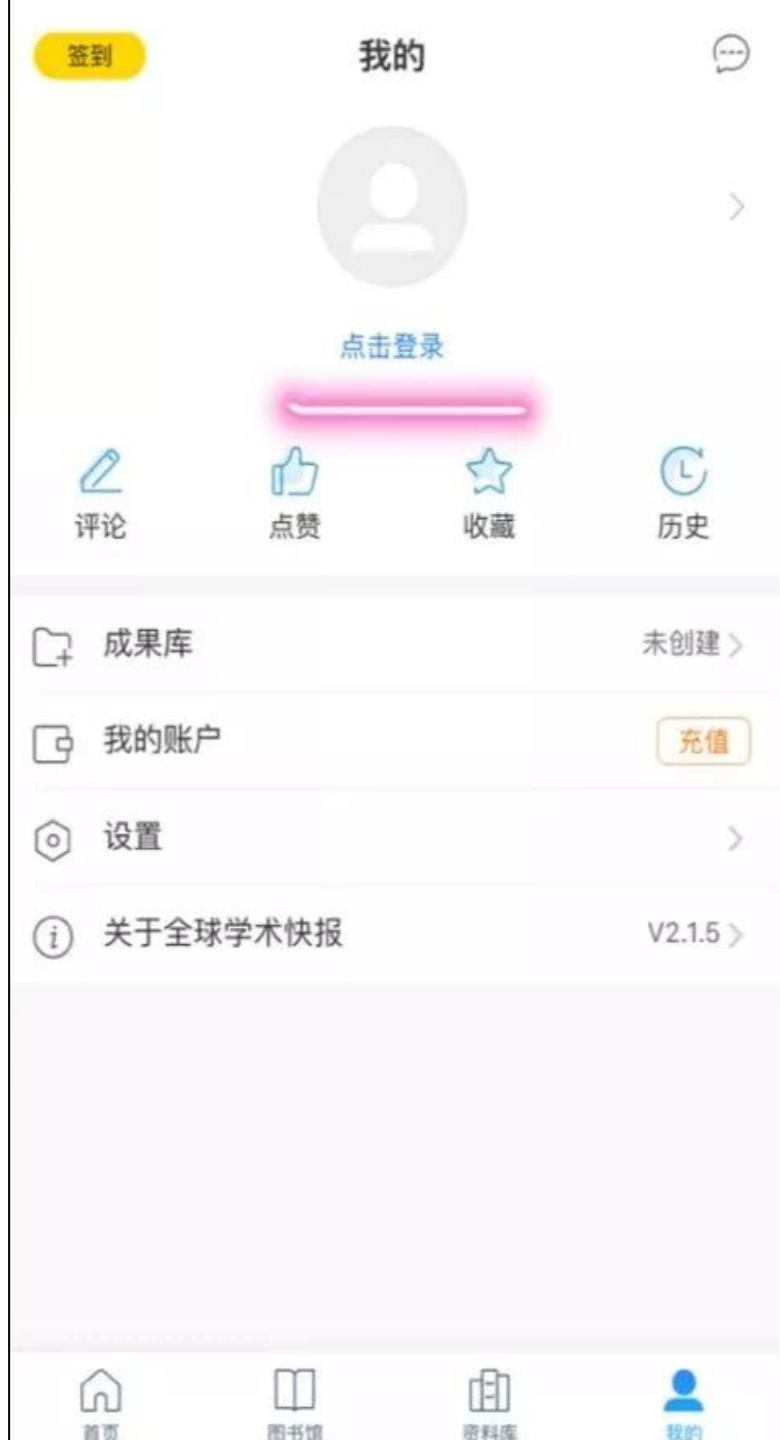 签到 我的
点击登录
评论 点赞 收藏 历史
成果库 未创建
我的账户 充值
设置
关于全球学术快报 V2.1.5
首页 图书馆 资料库 我的